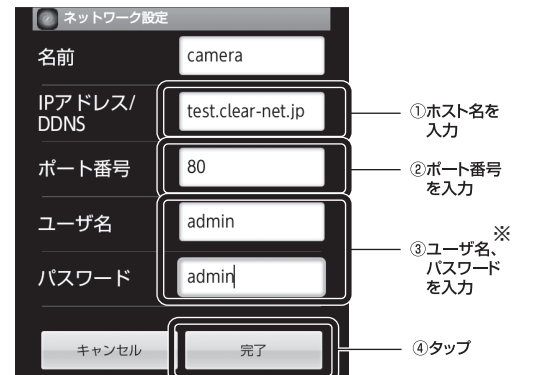 ネットワーク設定
名前
camera
IPアドレス/
DDNS
test.clear-net.jp
①ホスト名を
入力
ポート番号
80
②ポート番号
を入力
ユーザ名
admin
※
③ユーザ名、
パスワード
を入力
パスワード
admin
キャンセル
完了
④タップ